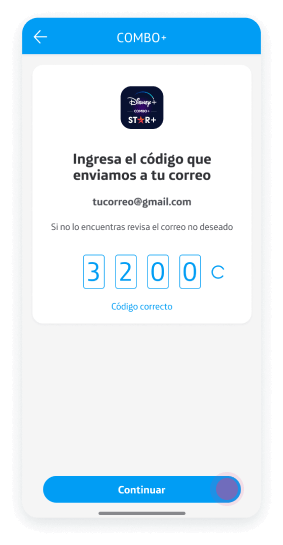 COMBO+
Disney+
COMBO+
ST★R+
Ingresa el código que
enviamos a tu correo
tucorreo@gmail.com
Si no lo encuentras revisa el correo no deseado
3 2 0 0
Código correcto
Continuar